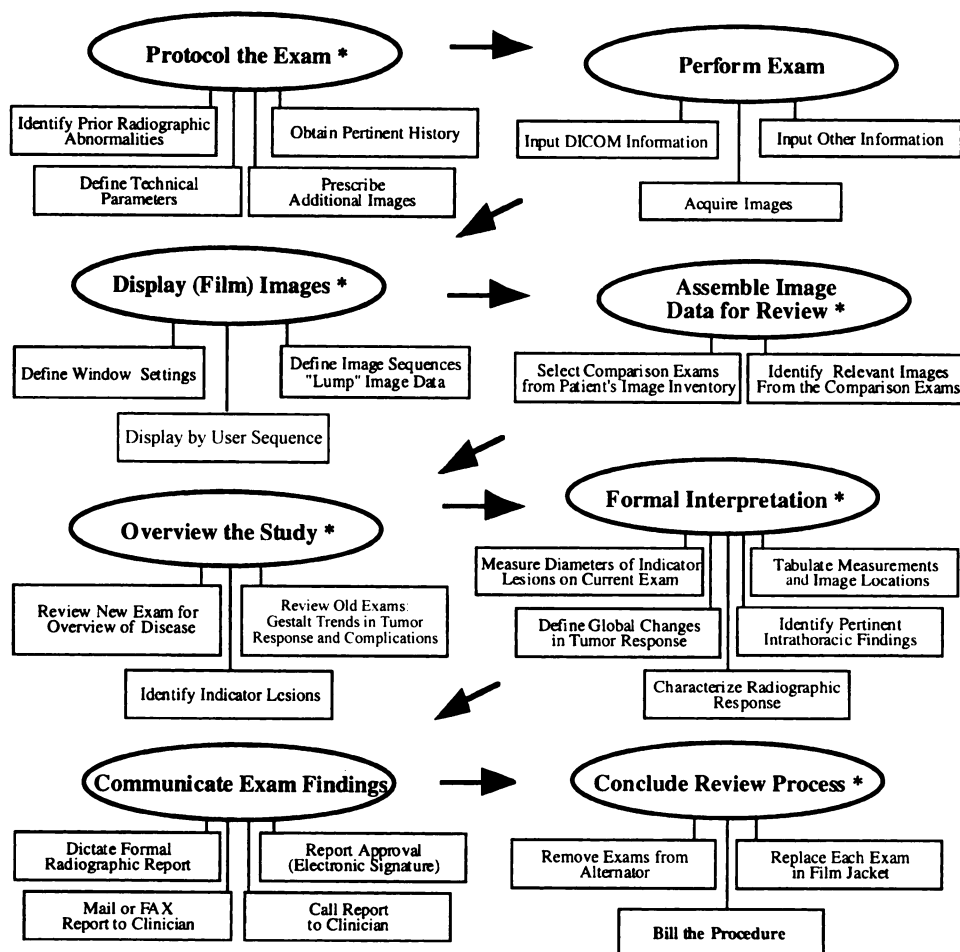 Protocol the Exam *
Identify Prior Radiographic
Abnormalities
Obtain Pertinent History
Define Technical
Parameters
Prescribe
Additional Images
Perform Exam
Input DICOM Information
Input Other Information
Acquire Images
Display (Film) Images *
Define Window Settings
Define Image Sequences
"Lump" Image Data
Display by User Sequence
Assemble Image
Data for Review *
Select Comparison Exams
from Patient's Image Inventory
Identify Relevant Images
From the Comparison Exams
Overview the Study *
Review New Exam for
Overview of Disease
Review Old Exams:
Gestalt Trends in Tumor
Response and Complications
Identify Indicator Lesions
Formal Interpretation *
Measure Diameters of Indicator
Lesions on Current Exam
Tabulate Measurements
and Image Locations
Define Global Changes
in Tumor Response
Identify Pertinent
Intrathoracic Findings
Characterize Radiographic
Response
Communicate Exam Findings
Dictate Formal
Radiographic Report
Report Approval
(Electronic Signature)
Mail or FAX
Report to Clinician
Call Report
to Clinician
Conclude Review Process *
Remove Exams from
Alternator
Replace Each Exam
in Film Jacket
Bill the Procedure